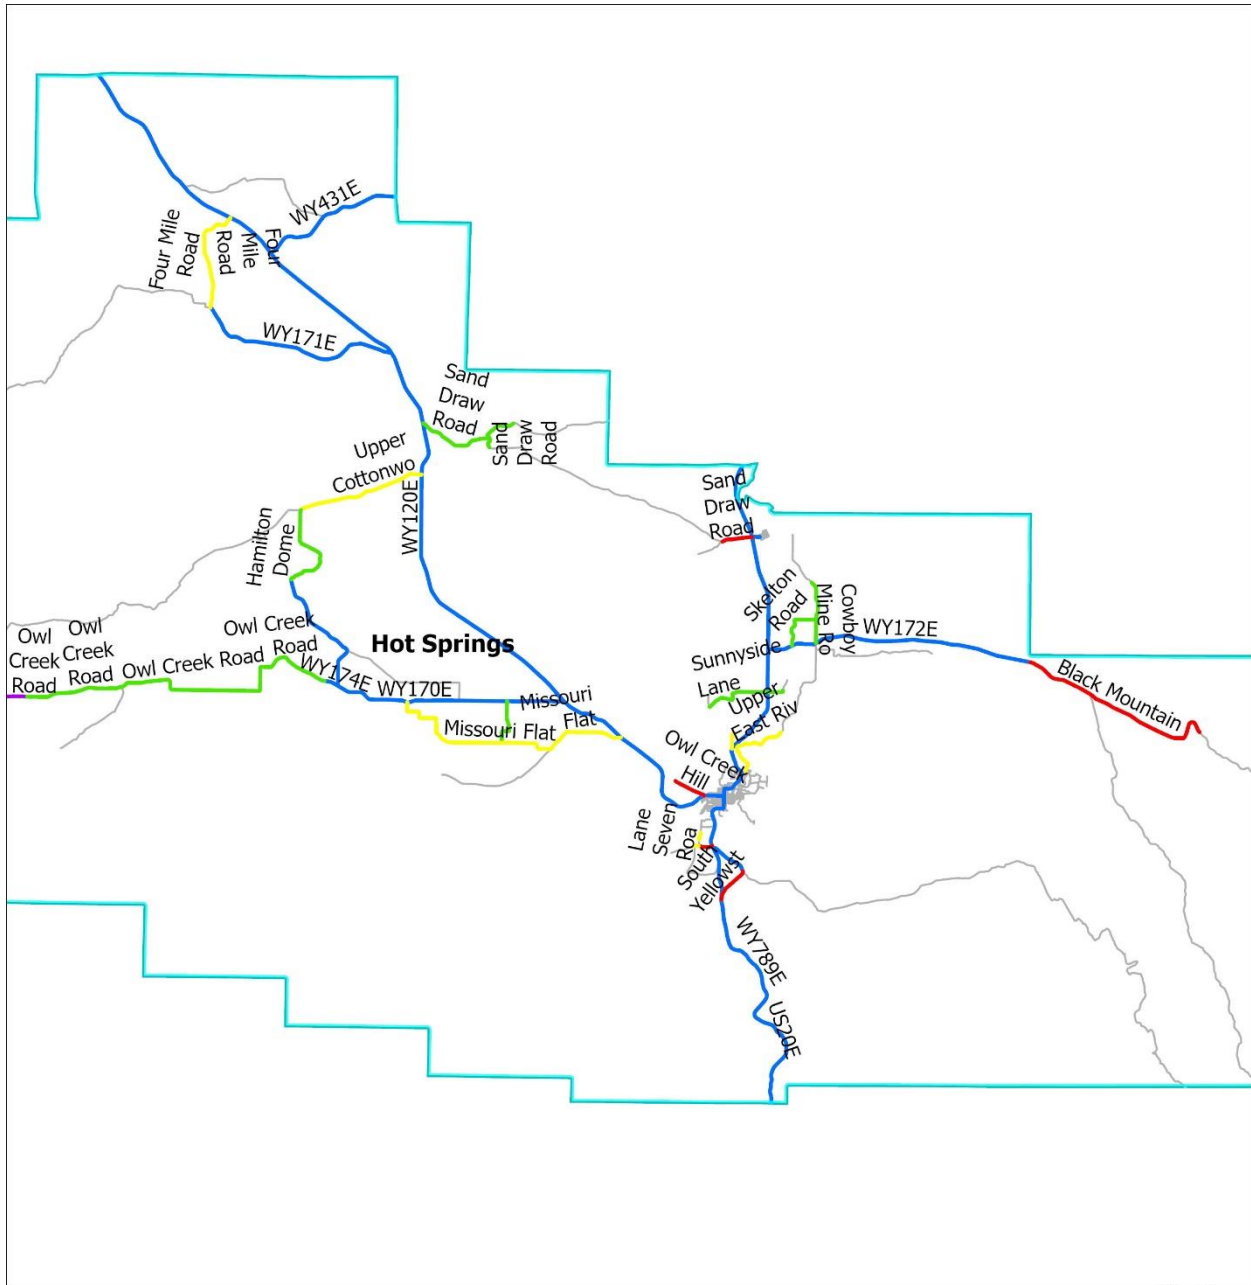 WY431E
Four Mile
Road
Four
Mile
Road
WY171E
Sand
Draw
Road
Sand
Draw
Road
Upper
Cottonwo
WY120E
Sand
Draw
Road
Hamilton
Dome
Skelton
Road
Cowboy
Mine Ro
WY172E
Owl
Creek
Road
Owl
Creek
Road
Owl Creek Road
Owl Creek
Road
Hot Springs
Sunnyside
Lane
WY174E
WY170E
Missouri
Flat
Missouri Flat
Upper
East Riv
Black Mountain
Owl Creek
Hill
Lane
Seven
Roa
South
Yellowst
WY789E
US20E